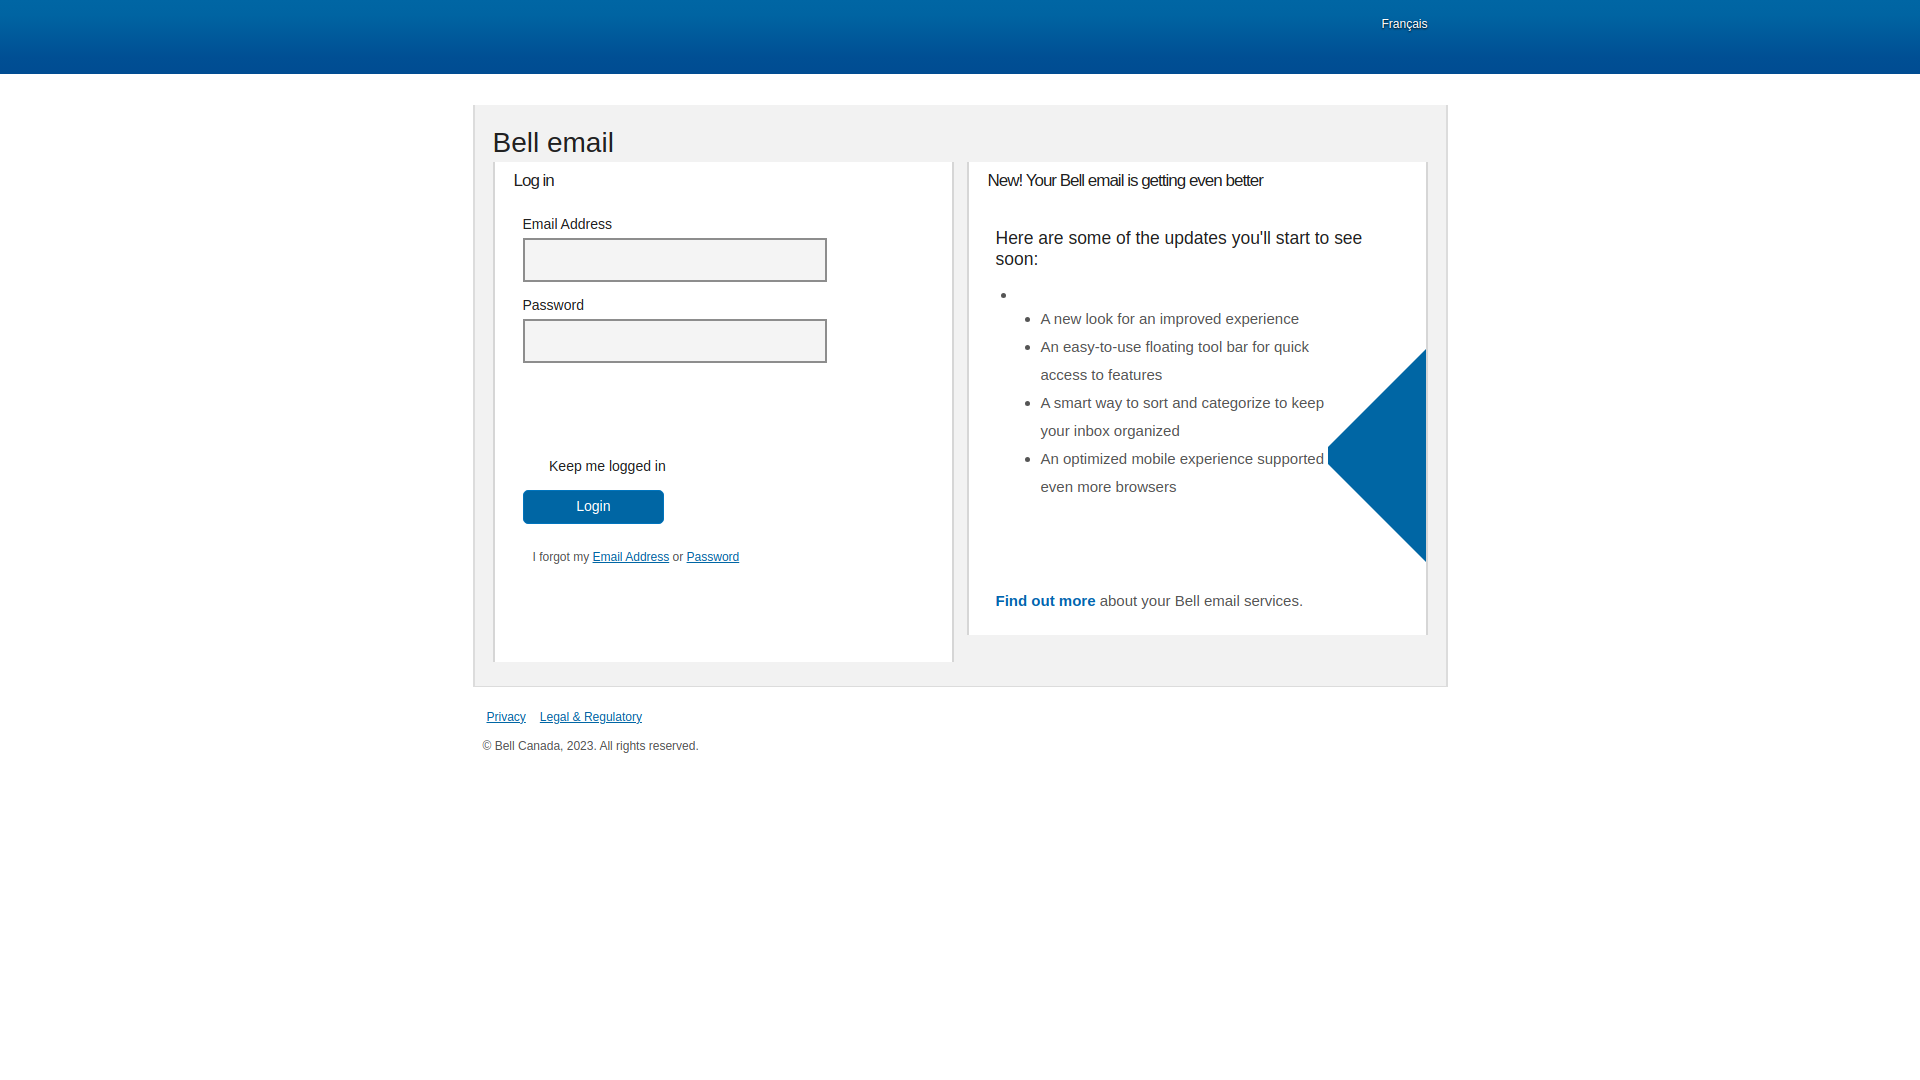 Français
Bell email
Log in
Email Address
Password
Keep me logged in
Login
I forgot my Email Address or Password
New! Your Bell email is getting even better
Here are some of the updates you'll start to see
soon:
A new look for an improved experience
An easy-to-use floating tool bar for quick
access to features
A smart way to sort and categorize to keep
your inbox organized
An optimized mobile experience supported
even more browsers
Find out more about your Bell email services.
Privacy Legal & Regulatory
© Bell Canada, 2023. All rights reserved.